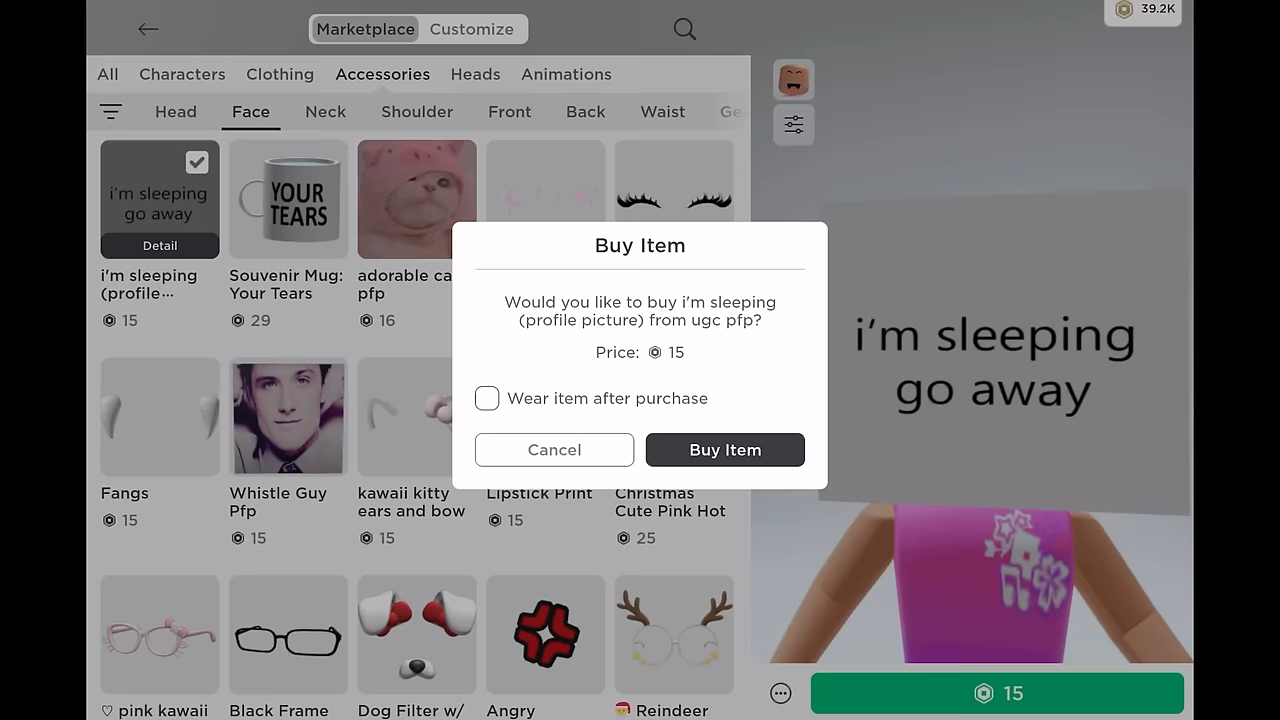 39.2K
Marketplace
Customize
All
Characters
Clothing
Accessories
Heads
Animations
Head
Face
Neck
Shoulder
Front
Back
Waist
i'm sleeping
go away
Detail
i'm sleeping
(profile...
15
YOUR
TEARS
Souvenir Mug:
Your Tears
29
adorable ca
pfp
16
Buy Item
Would you like to buy i'm sleeping
(profile picture) from ugc pfp?
Price: 15
Wear item after purchase
Cancel
Buy Item
Fangs
15
Whistle Guy
Pfp
15
kawaii kitty
ears and bow
15
Lipstick Print
15
Christmas
Cute Pink Hot
25
♡ pink kawaii
Black Frame
Dog Filter w/
Angry
🎅 Reindeer
i'm sleeping
go away
15